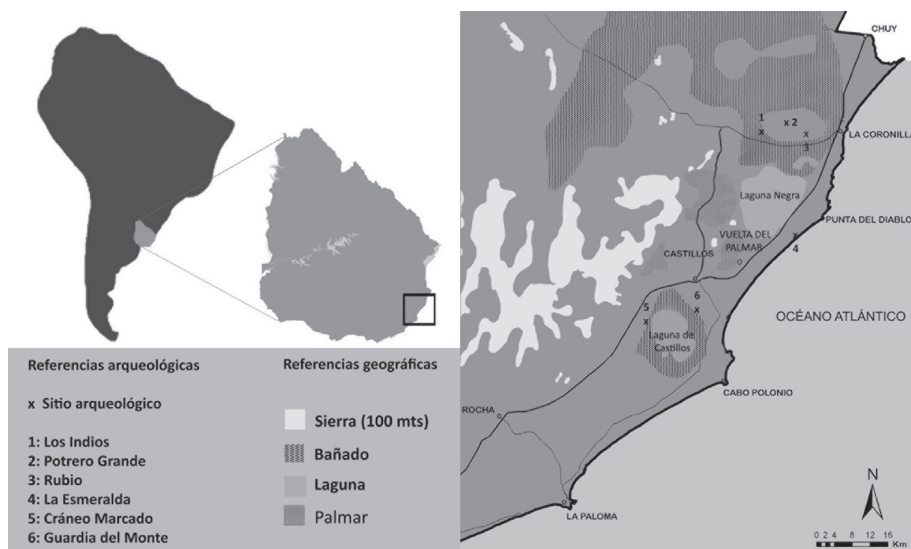 Referencias arqueológicas
x Sitio arqueológico
1: Los Indios
2: Potrero Grande
3: Rubio
4: La Esmeralda
5: Cráneo Marcado
6: Guardia del Monte
Referencias geográficas
Sierra (100 mts)
Bañado
Laguna
Palmar
CHUY
1
x
x 2
x
3
LA CORONILLA
Laguna Negra
PUNTA DEL DIABLO
VUELTA DEL
PALMAR
x
4
CASTILLOS
6
x
5
x
Laguna de
Castillos
OCÉANO ATLÁNTICO
CABO POLONIO
ROCHA
LA PALOMA
N
0 2 4 8 12 16
Km